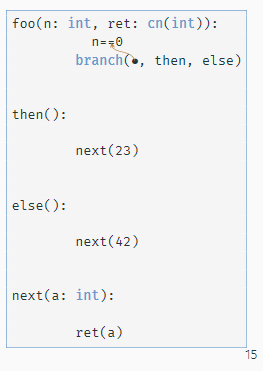 foo(n: int, ret: cn(int)):
n==0
branch(●, then, else)
then():
next(23)
else():
next(42)
next(a: int):
ret(a)
15